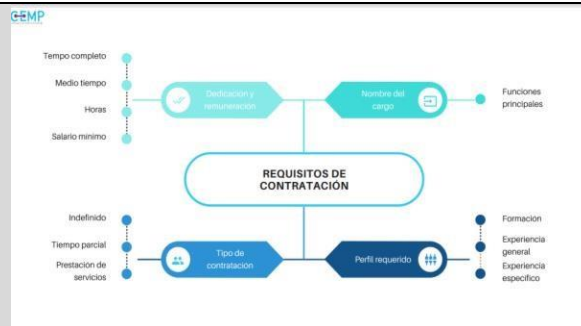 CEMP
Tempo completo
Medio tiempo
Horas
Salario minimo
Dedicación y
remuneración
Nombre del
cargo
Funciones
principales
REQUISITOS DE
CONTRATACIÓN
Indefinido
Tiempo parcial
Prestación de
servicios
Tipo de
contratación
Perfil requerido
Formación
Experiencia
general
Experiencia
específico